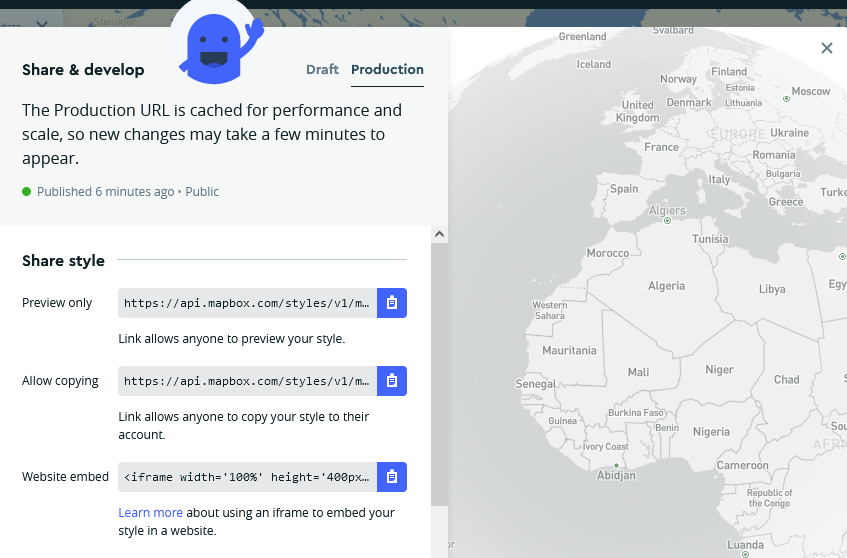 data
Steinkler
Share & develop
Draft
Production
The Production URL is cached for performance and
scale, so new changes may take a few minutes to
appear.
Published 6 minutes ago • Public
Share style
Preview only
https://api.mapbox.com/styles/v1/m…
Link allows anyone to preview your style.
Allow copying
https://api.mapbox.com/styles/v1/m…
Link allows anyone to copy your style to their
account.
Website embed
<iframe width='100%' height='400px…
Learn more about using an iframe to embed your
style in a website.
Greenland
Svalbard
Iceland
Norway
Finland
Estonia
Moscow
United
Kingdom
Denmark
Lithuania
EUROPE
Ukraine
France
Romania
Bulgaria
Italy
Spain
Greece
Turke
Algiers
Tunisia
Morocco
Algeria
Libya
Egy
Western
Sahara
Mauritania
Mali
Niger
Chad
Senegal
Burkina Faso
Guinea
Benin
Nigeria
Sou
Ivory Coast
AFRI
Abidjan
Cameroon
Republic of
the Congo
Luanda